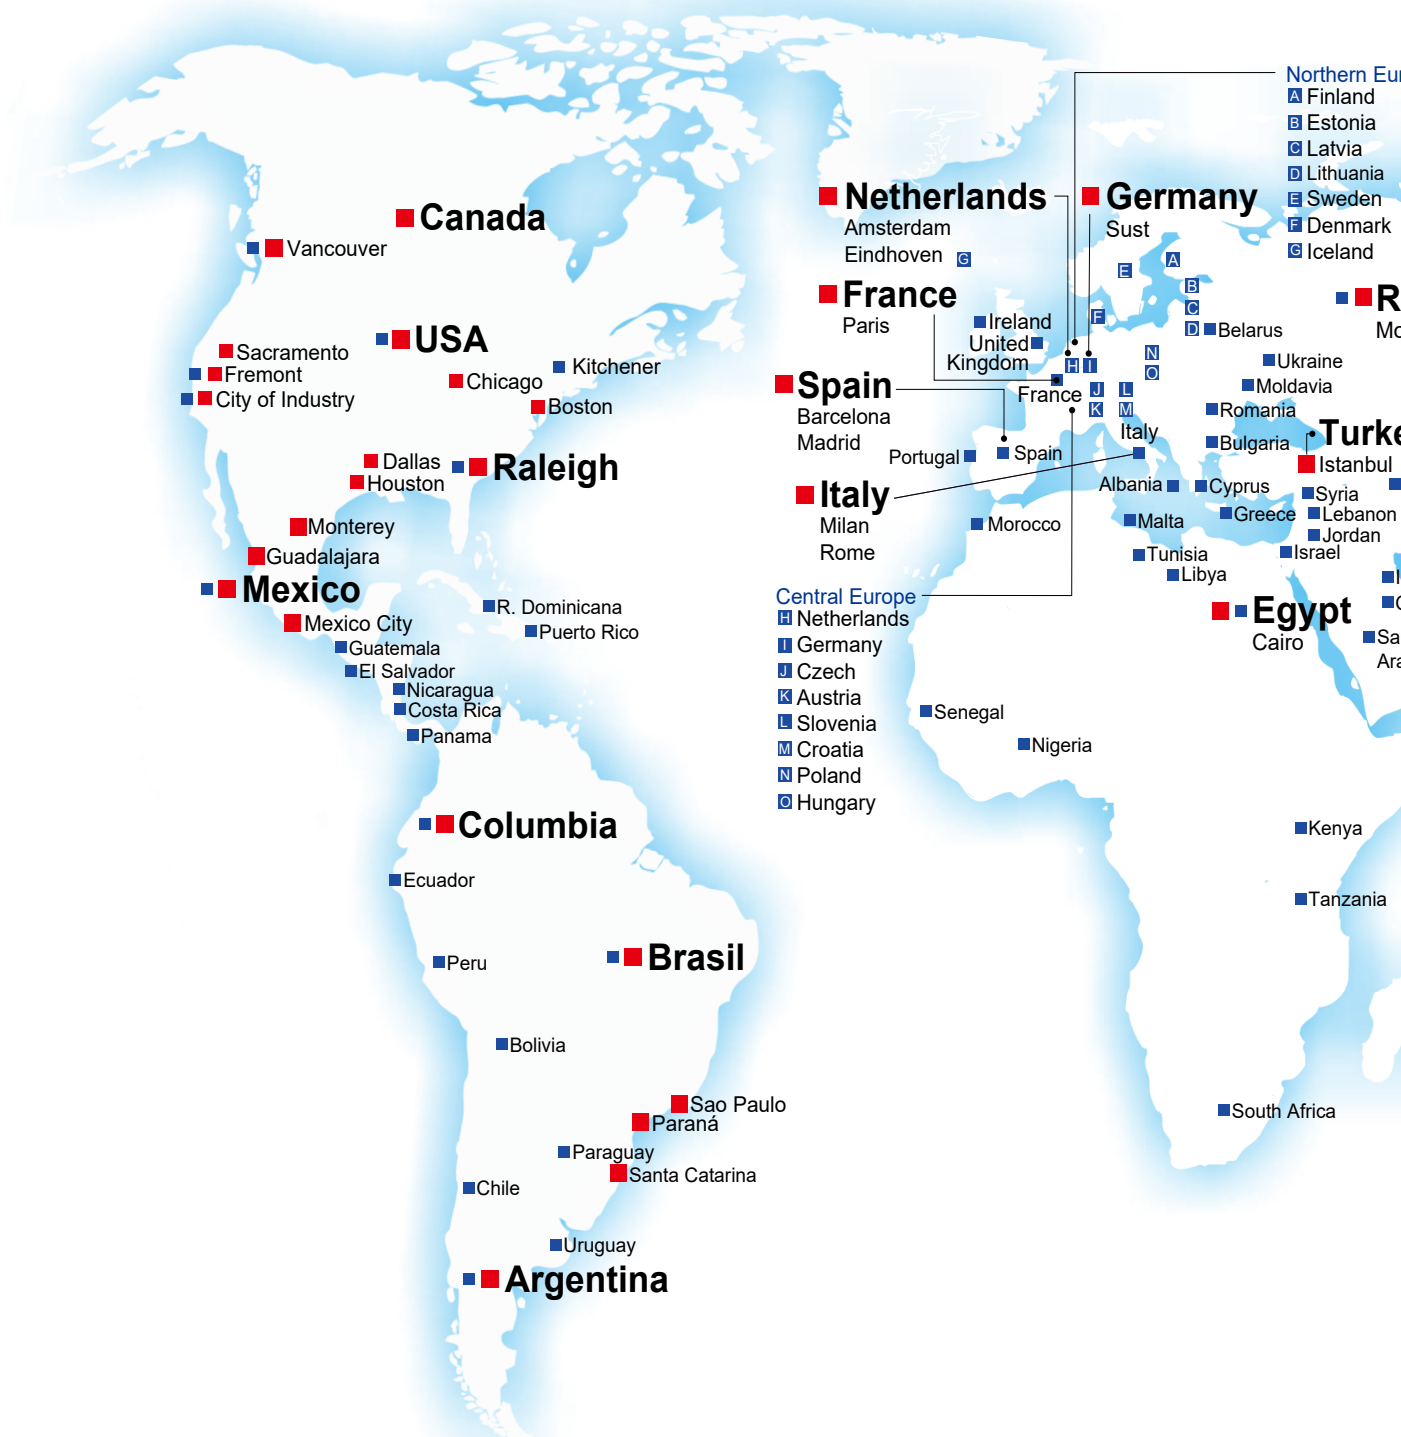 Canada
Vancouver
USA
Sacramento
Fremont
City of Industry
Kitchener
Chicago
Boston
Dallas
Houston
Raleigh
Monterey
Guadalajara
Mexico
Mexico City
R. Dominicana
Puerto Rico
Guatemala
El Salvador
Nicaragua
Costa Rica
Panama
Columbia
Ecuador
Peru
Brasil
Bolivia
Sao Paulo
Paraná
Paraguay
Santa Catarina
Chile
Uruguay
Argentina
Netherlands
Amsterdam
Eindhoven
France
Paris
Spain
Barcelona
Madrid
Italy
Milan
Rome
Germany
Sust
Northern Eur
A Finland
B Estonia
C Latvia
D Lithuania
E Sweden
F Denmark
G Iceland
G
E
A
B
C
D
F
N
O
H
I
J
L
K
M
Ireland
United
Kingdom
France
Belarus
Ukraine
Moldavia
Romania
Bulgaria
Italy
Portugal
Spain
Albania
Cyprus
Greece
Malta
Morocco
Tunisia
Libya
R
Mo
Turke
Istanbul
Syria
Lebanon
Jordan
Israel
Egypt
Cairo
Sa
Ara
Central Europe
H Netherlands
I Germany
J Czech
K Austria
L Slovenia
M Croatia
N Poland
O Hungary
Senegal
Nigeria
Kenya
Tanzania
South Africa